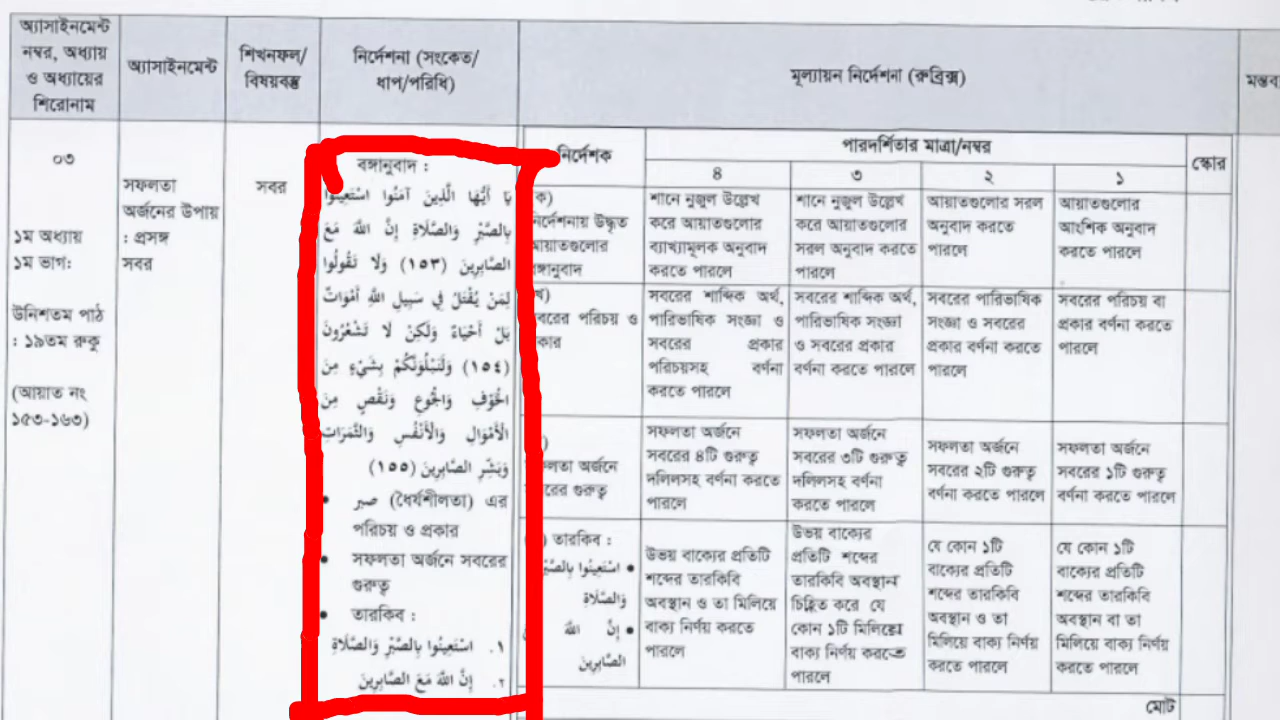 অ্যাসাইনমেন্ট
নম্বর, অধ্যায়
ও অধ্যায়ের
শিরোনাম
অ্যাসাইনমেন্ট
শিখনফল/
বিষয়বস্তু
নির্দেশনা (সংকেত/
ধাপ/পরিধি)
মূল্যায়ন নির্দেশনা (রুব্রিক্স)
০৩
১ম অধ্যায়
১ম ভাগ:
উনিশতম পাঠ
: ১৯তম রুকু
(আয়াত নং
১৫৩-১৬৩)
সফলতা
অর্জনের উপায়
: প্রসঙ্গ
সবর
সবর
বঙ্গানুবাদ :
يَا أَيُّهَا الَّذِينَ آمَنُوا اسْتَعِينُوا
بِالصَّبْرِ وَالصَّلَاةِ إِنَّ اللَّهَ مَعَ
الصَّابِرِينَ (١٥٣) وَلَا تَقُولُوا
لِمَنْ يُقْتَلُ فِي سَبِيلِ اللَّهِ أَمْوَاتٌ
بَلْ أَحْيَاءٌ وَلَكِنْ لَا تَشْعُرُونَ
(١٥٤) وَلَنَبْلُوَنَّكُمْ بِشَيْءٍ مِنَ
الْخَوْفِ وَالْجُوعِ وَنَقْصٍ مِنَ
الْأَمْوَالِ وَالْأَنْفُسِ وَالثَّمَرَاتِ
وَبَشِّرِ الصَّابِرِينَ (١٥٥)
• صبر (ধৈর্যশীলতা) এর
পরিচয় ও প্রকার
• সফলতা অর্জনে সবরের
গুরুত্ব
• তারকিব :
١. اسْتَعِينُوا بِالصَّبْرِ وَالصَّلَاةِ
٢. إِنَّ اللَّهَ مَعَ الصَّابِرِينَ
নির্দেশক
পারদর্শিতার মাত্রা/নম্বর
স্কোর
৪
৩
২
১
ক)
নির্দেশনায় উদ্ধৃত
আয়াতগুলোর
বঙ্গানুবাদ
শানে নুজুল উল্লেখ
করে আয়াতগুলোর
ব্যাখ্যামূলক অনুবাদ
করতে পারলে
শানে নুজুল উল্লেখ
করে আয়াতগুলোর
সরল অনুবাদ করতে
পারলে
আয়াতগুলোর সরল
অনুবাদ করতে
পারলে
আয়াতগুলোর
আংশিক অনুবাদ
করতে পারলে
সবরের পরিচয় ও
সবরের শাব্দিক অর্থ,
পারিভাষিক সংজ্ঞা ও
সবরের প্রকার
পরিচয়সহ বর্ণনা
করতে পারলে
সবরের শাব্দিক অর্থ,
পারিভাষিক সংজ্ঞা
ও সবরের প্রকার
বর্ণনা করতে পারলে
সবরের পারিভাষিক
সংজ্ঞা ও সবরের
প্রকার বর্ণনা করতে
পারলে
সবরের পরিচয় বা
প্রকার বর্ণনা করতে
পারলে
অর্জনে
গুরুত্ব
সফলতা অর্জনে
সবরের ৪টি গুরুত্ব
দলিলসহ বর্ণনা করতে
পারলে
সফলতা অর্জনে
সবরের ৩টি গুরুত্ব
দলিলসহ বর্ণনা
করতে পারলে
সফলতা অর্জনে
সবরের ২টি গুরুত্ব
বর্ণনা করতে পারলে
সফলতা অর্জনে
সবরের ১টি গুরুত্ব
বর্ণনা করতে পারলে
) তারকিব :
• اسْتَعِينُوا بِالصَّبْرِ
وَالصَّلَاةِ
• إِنَّ اللَّهَ
الصَّابِرِينَ
উভয় বাক্যের প্রতিটি
শব্দের তারকিবি
অবস্থান ও তা মিলিয়ে
বাক্য নির্ণয় করতে
পারলে
উভয় বাক্যের
প্রতিটি শব্দের
তারকিবি অবস্থান
চিহ্নিত করে যে
কোন ১টি মিলিয়ে
বাক্য নির্ণয় করতে
পারলে
যে কোন ১টি
বাক্যের প্রতিটি
শব্দের তারকিবি
অবস্থান ও তা
মিলিয়ে বাক্য নির্ণয়
করতে পারলে
যে কোন ১টি
বাক্যের প্রতিটি
শব্দের তারকিবি
অবস্থান বা তা
মিলিয়ে বাক্য নির্ণয়
করতে পারলে
মোট